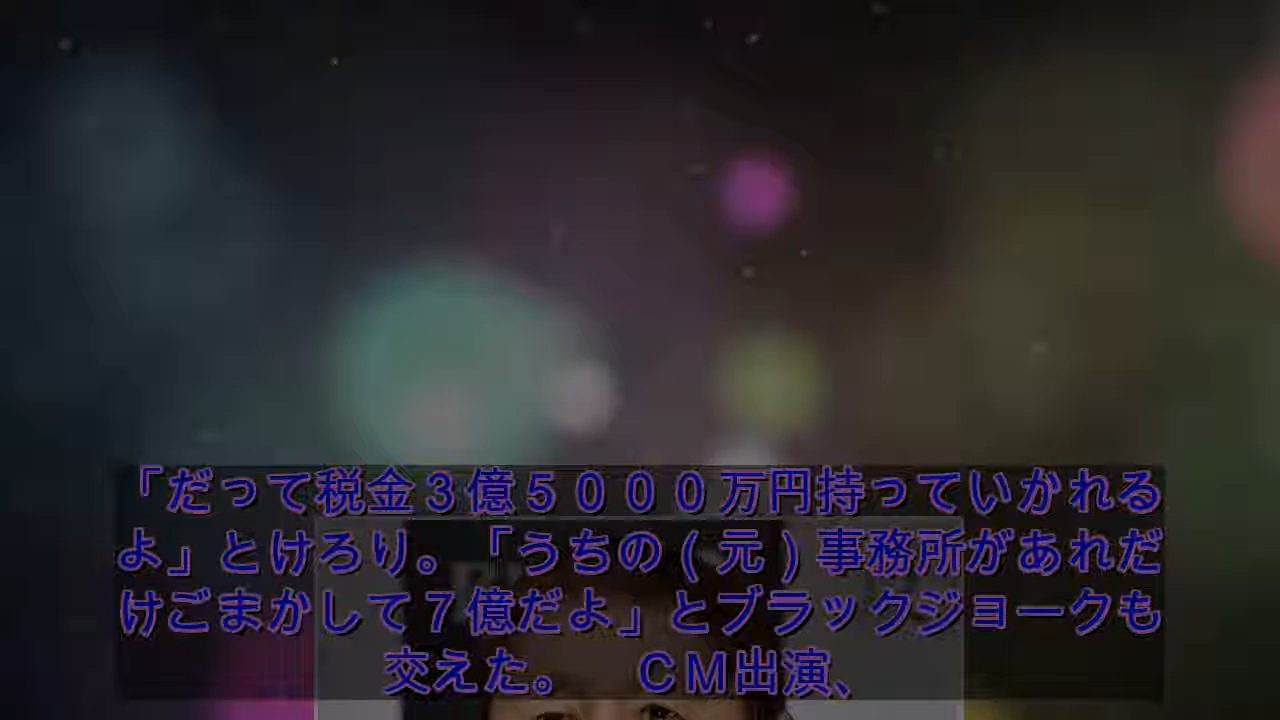 「だって税金３億５０００万円持っていかれる
よ」とけろり。「うちの(元)事務所があれだ
けごまかして７億だよ」とブラックジョークも
交えた。　ＣＭ出演、